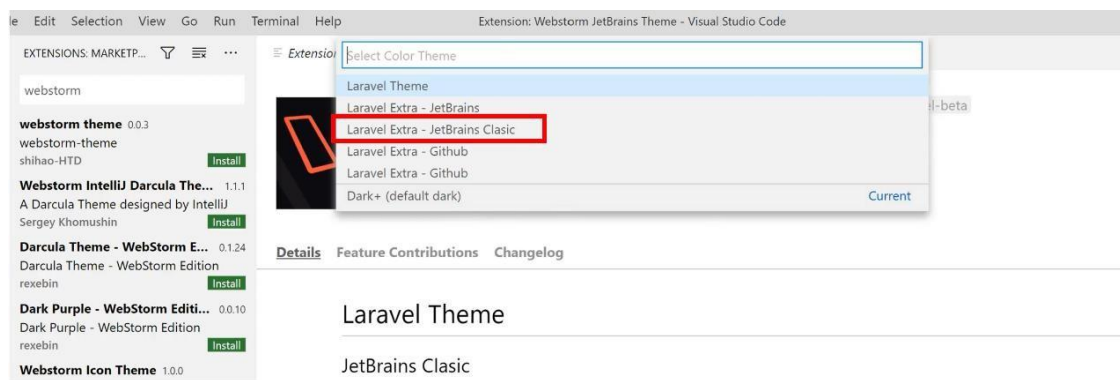 Edit Selection View Go Run Terminal Help Extension: Webstorm JetBrains Theme - Visual Studio Code
EXTENSIONS: MARKETP...
webstorm
webstorm theme 0.0.3
webstorm-theme
shihao-HTD Install
Webstorm IntelliJ Darcula The... 1.1.1
A Darcula Theme designed by IntelliJ
Sergey Khomushin Install
Darcula Theme - WebStorm E... 0.1.24
Darcula Theme - WebStorm Edition
rexebin Install
Dark Purple - WebStorm Editi... 0.0.10
Dark Purple - WebStorm Edition
rexebin Install
Webstorm Icon Theme 1.0.0
Select Color Theme
Laravel Theme
Laravel Extra - JetBrains
Laravel Extra - JetBrains Clasic
Laravel Extra - Github
Laravel Extra - Github
Dark+ (default dark) Current
l-beta
Details Feature Contributions Changelog
Laravel Theme
JetBrains Clasic